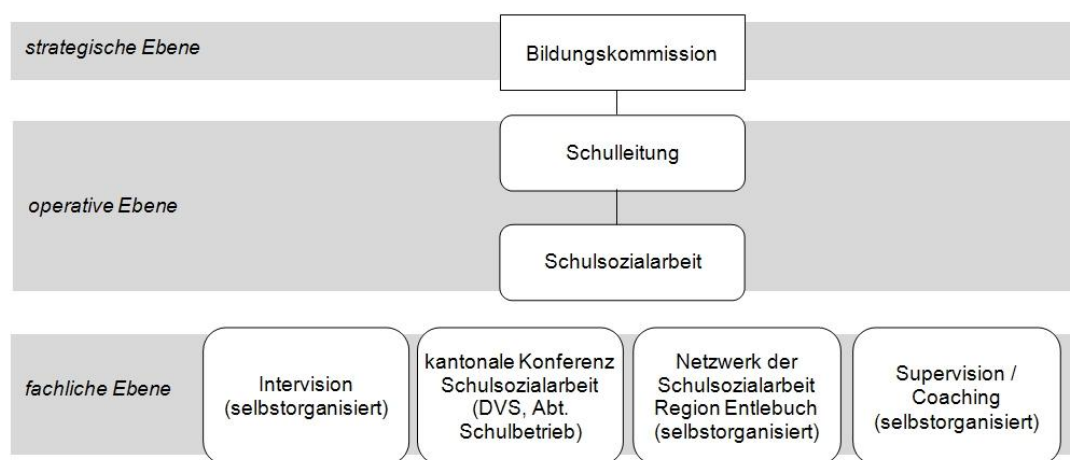 strategische Ebene
Bildungskommission
Schulleitung
operative Ebene
Schulsozialarbeit
fachliche Ebene
Intervision
(selbstorganisiert)
kantonale Konferenz
Schulsozialarbeit
(DVS, Abt.
Schulbetrieb)
Netzwerk der
Schulsozialarbeit
Region Entlebuch
(selbstorganisiert)
Supervision /
Coaching
(selbstorganisiert)